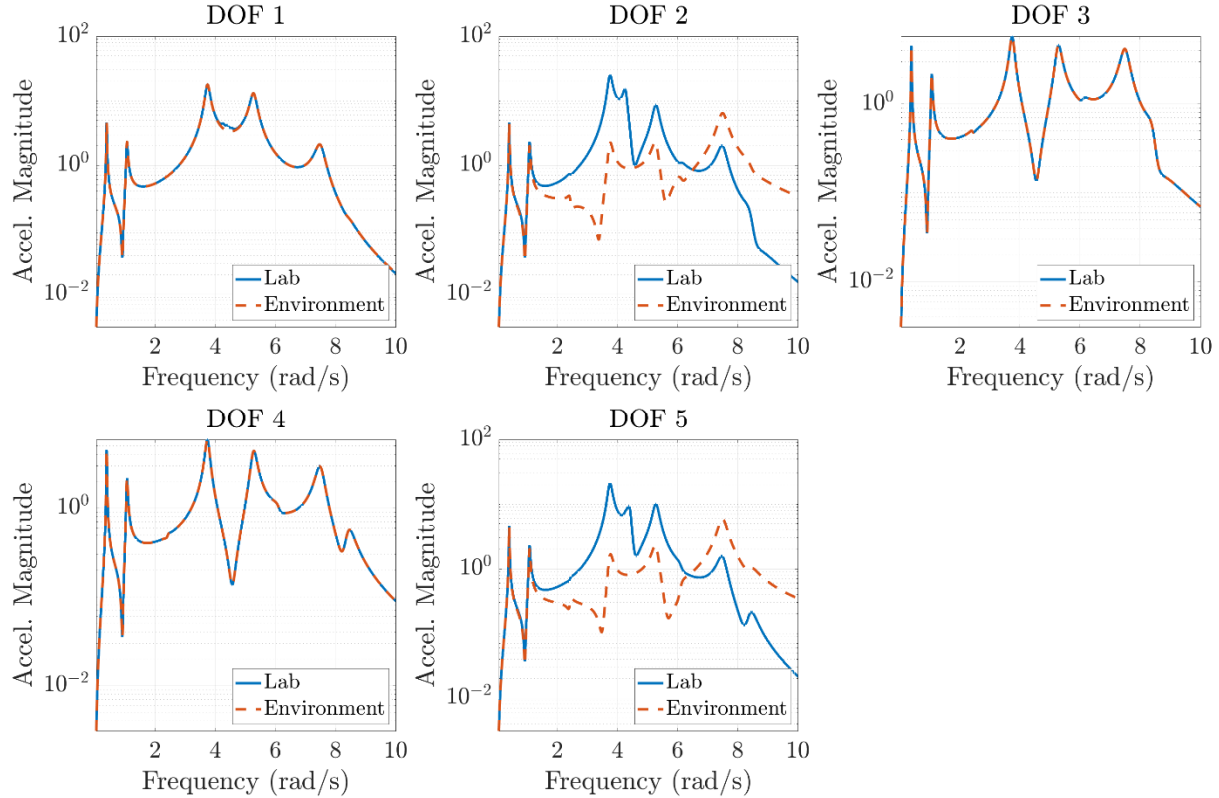 DOF 1
10^2
10^0
10^-2
Accel. Magnitude
Lab
Environment
2 4 6 8 10
Frequency (rad/s)
DOF 2
10^2
10^0
10^-2
Accel. Magnitude
Lab
Environment
2 4 6 8 10
Frequency (rad/s)
DOF 3
10^0
10^-2
Accel. Magnitude
Lab
Environment
2 4 6 8 10
Frequency (rad/s)
DOF 4
10^0
10^-2
Accel. Magnitude
Lab
Environment
2 4 6 8 10
Frequency (rad/s)
DOF 5
10^2
10^0
10^-2
Accel. Magnitude
Lab
Environment
2 4 6 8 10
Frequency (rad/s)